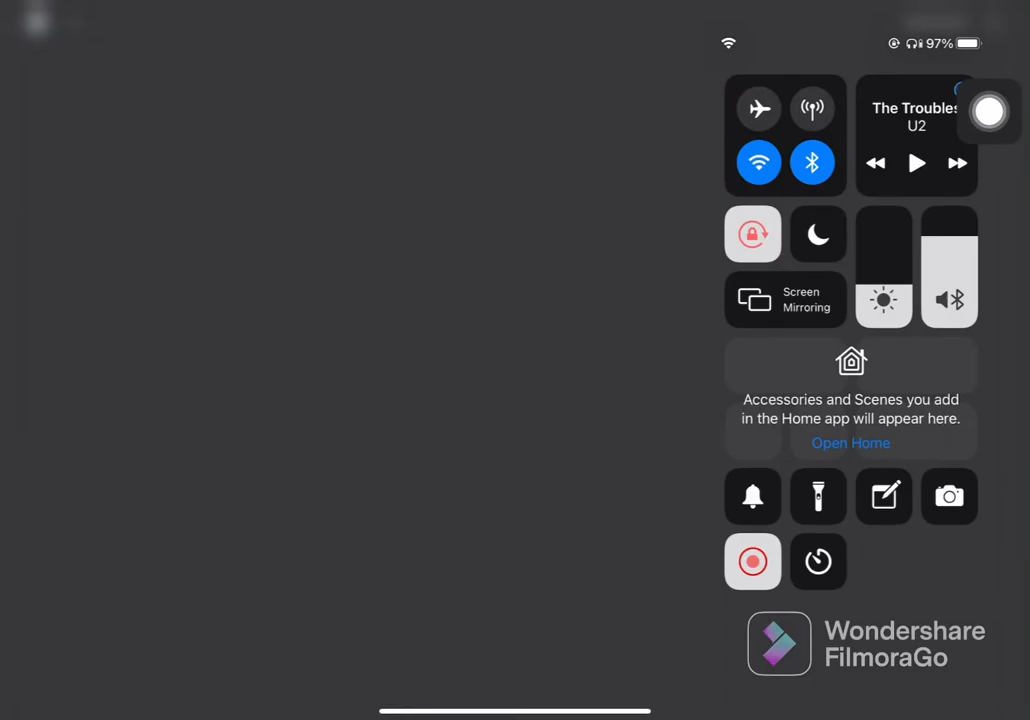 97%
The Troubles
U2
Screen
Mirroring
Accessories and Scenes you add
in the Home app will appear here.
Open Home
Wondershare
FilmoraGo